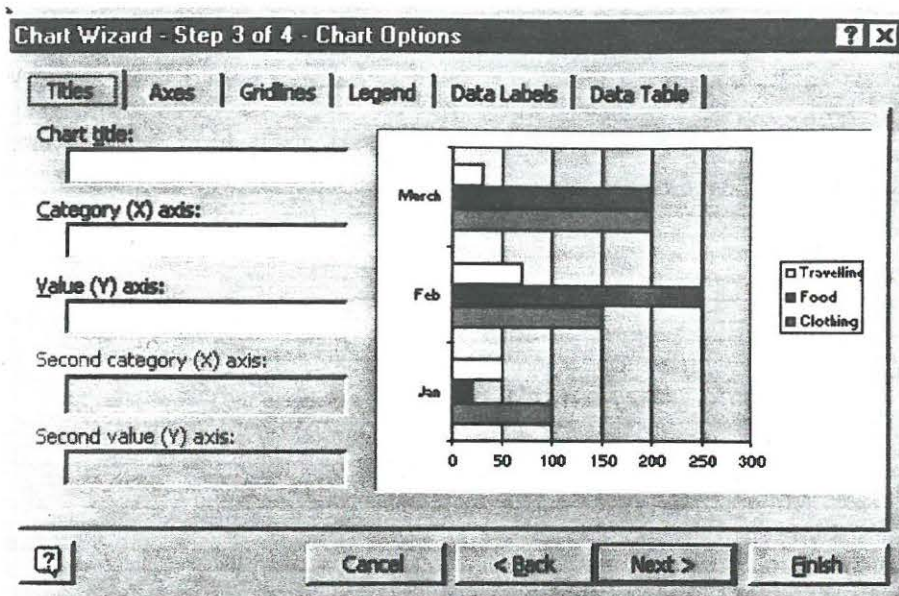 Chart Wizard - Step 3 of 4 - Chart Options
Titles Axes Gridlines Legend Data Labels Data Table
Chart title:
Category (X) axis:
Value (Y) axis:
Second category (X) axis:
Second value (Y) axis:
March
Feb
Jan
0 50 100 150 200 250 300
Travelling
Food
Clothing
Cancel < Back Next > Finish